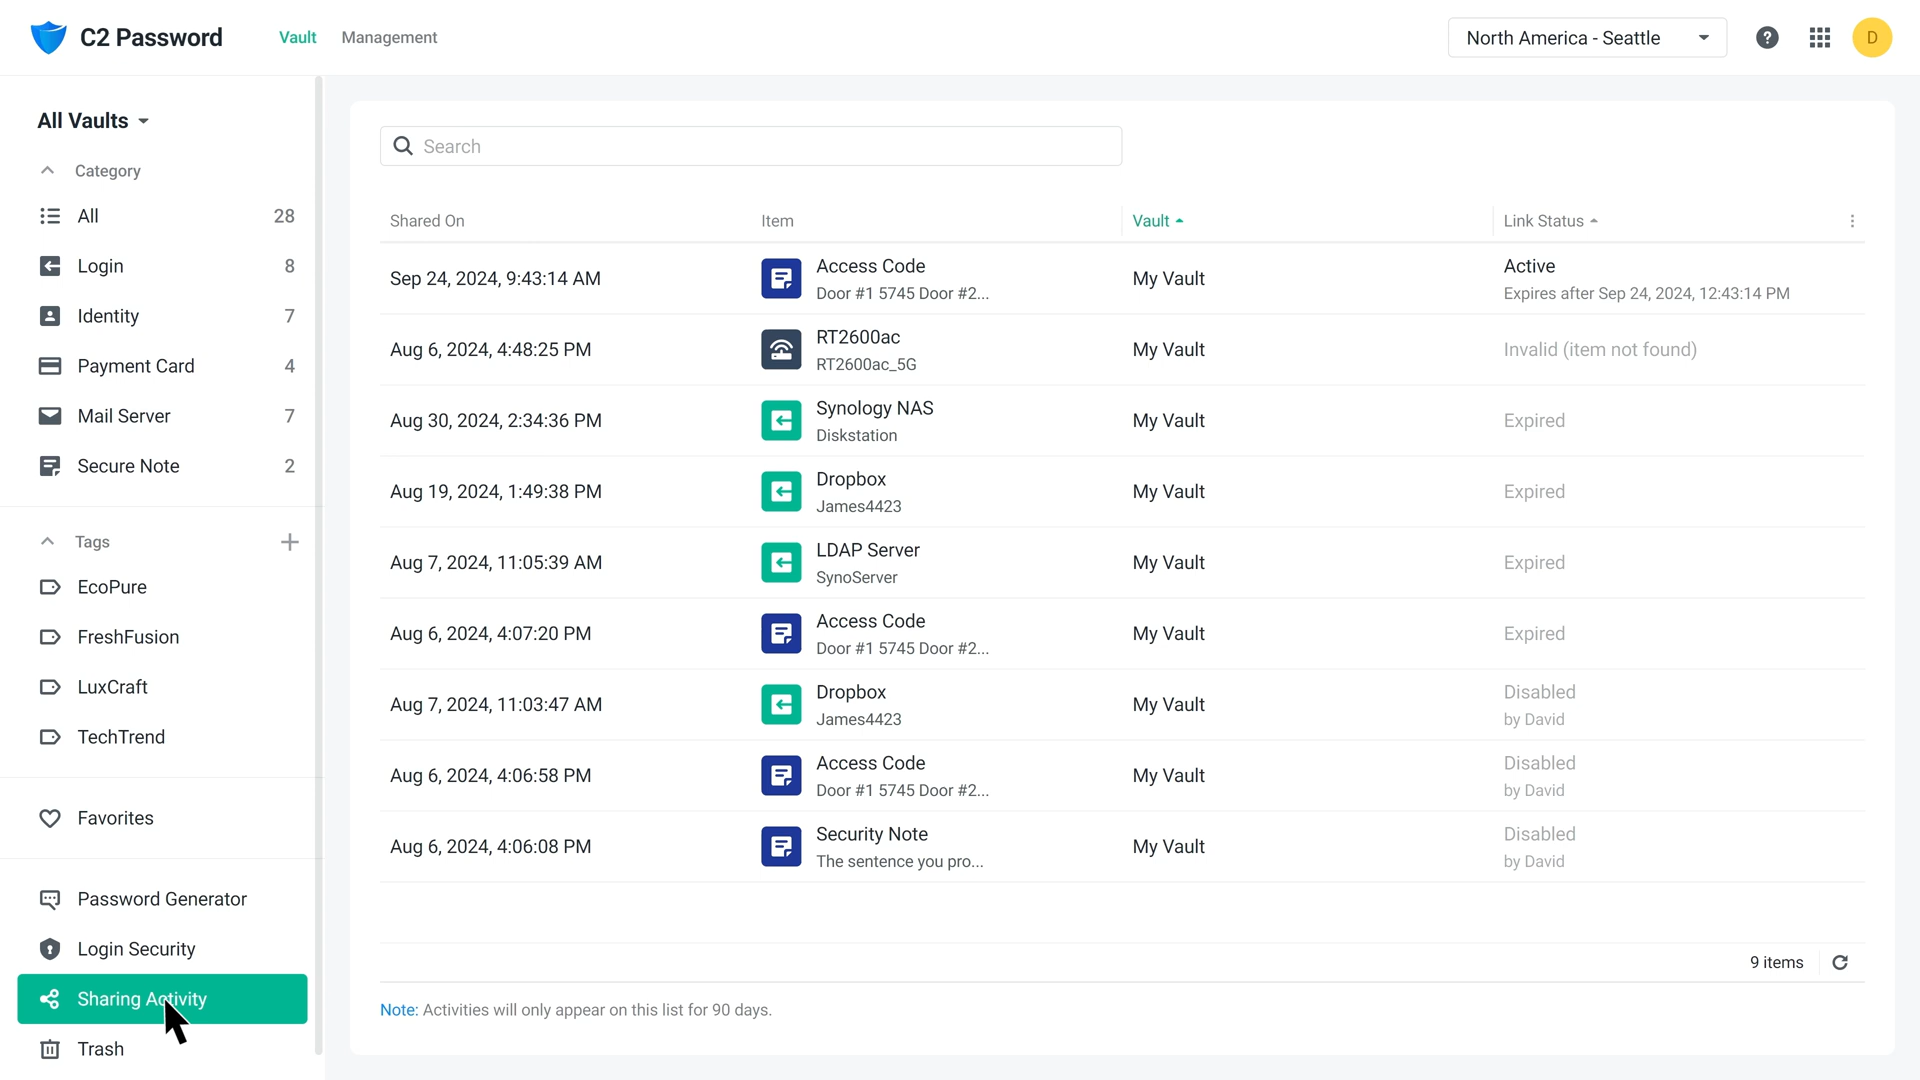 C2 Password
Vault
Management
North America - Seattle
D
All Vaults
Category
All 28
Login 8
Identity 7
Payment Card 4
Mail Server 7
Secure Note 2
Tags
EcoPure
FreshFusion
LuxCraft
TechTrend
Favorites
Password Generator
Login Security
Sharing Activity
Trash
Search
Shared On Item Vault Link Status
Sep 24, 2024, 9:43:14 AM Access Code My Vault Active
Door #1 5745 Door #2... Expires after Sep 24, 2024, 12:43:14 PM
Aug 6, 2024, 4:48:25 PM RT2600ac My Vault Invalid (item not found)
RT2600ac_5G
Aug 30, 2024, 2:34:36 PM Synology NAS My Vault Expired
Diskstation
Aug 19, 2024, 1:49:38 PM Dropbox My Vault Expired
James4423
Aug 7, 2024, 11:05:39 AM LDAP Server My Vault Expired
SynoServer
Aug 6, 2024, 4:07:20 PM Access Code My Vault Expired
Door #1 5745 Door #2...
Aug 7, 2024, 11:03:47 AM Dropbox My Vault Disabled
James4423 by David
Aug 6, 2024, 4:06:58 PM Access Code My Vault Disabled
Door #1 5745 Door #2... by David
Aug 6, 2024, 4:06:08 PM Security Note My Vault Disabled
The sentence you pro... by David
9 items
Note: Activities will only appear on this list for 90 days.